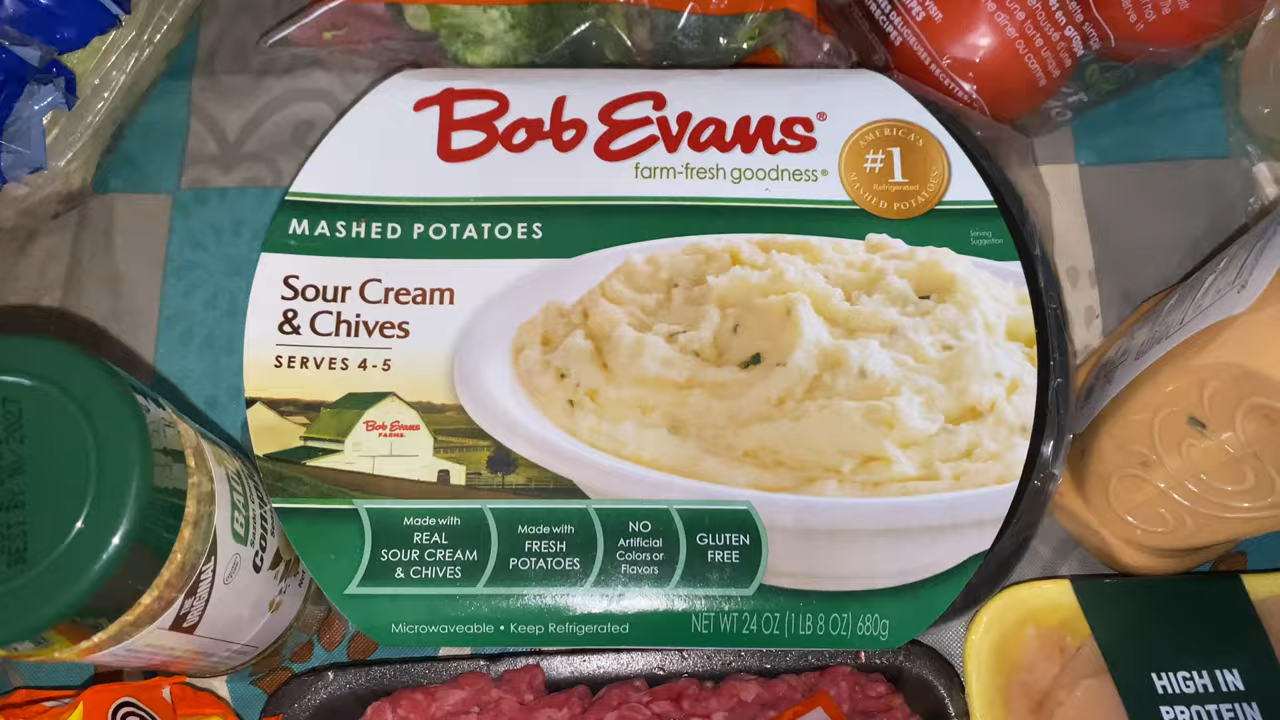 Bob Evans®
farm-fresh goodness®
AMERICA'S
#1
Refrigerated
MASHED POTATOES
Serving
Suggestion
MASHED POTATOES
Sour Cream
& Chives
SERVES 4-5
Bob Evans
FARMS
Made with
REAL
SOUR CREAM
& CHIVES
Made with
FRESH
POTATOES
NO
Artificial
Colors or
Flavors
GLUTEN
FREE
Microwaveable • Keep Refrigerated
NET WT 24 OZ (1 LB 8 OZ) 680g
THE
ORIGINAL
HIGH IN
PROTEIN